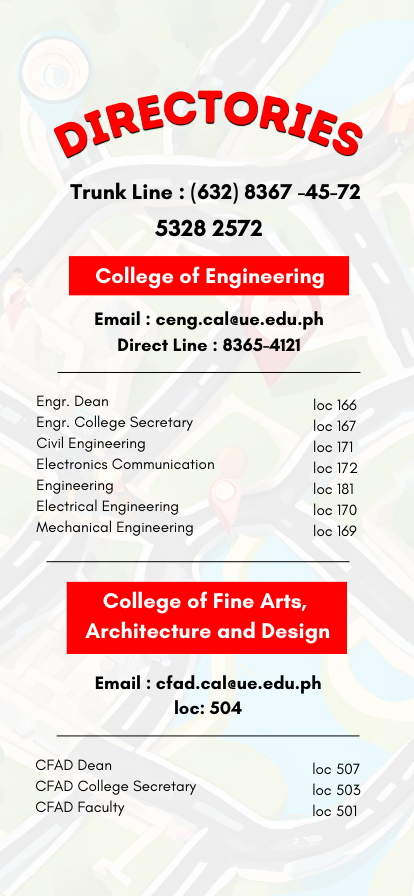 DIRECTORIES
Trunk Line : (632) 8367 -45-72
5328 2572
College of Engineering
Email : ceng.cal@ue.edu.ph
Direct Line : 8365-4121
Engr. Dean loc 166
Engr. College Secretary loc 167
Civil Engineering loc 171
Electronics Communication loc 172
Engineering loc 181
Electrical Engineering loc 170
Mechanical Engineering loc 169
College of Fine Arts,
Architecture and Design
Email : cfad.cal@ue.edu.ph
loc: 504
CFAD Dean loc 507
CFAD College Secretary loc 503
CFAD Faculty loc 501